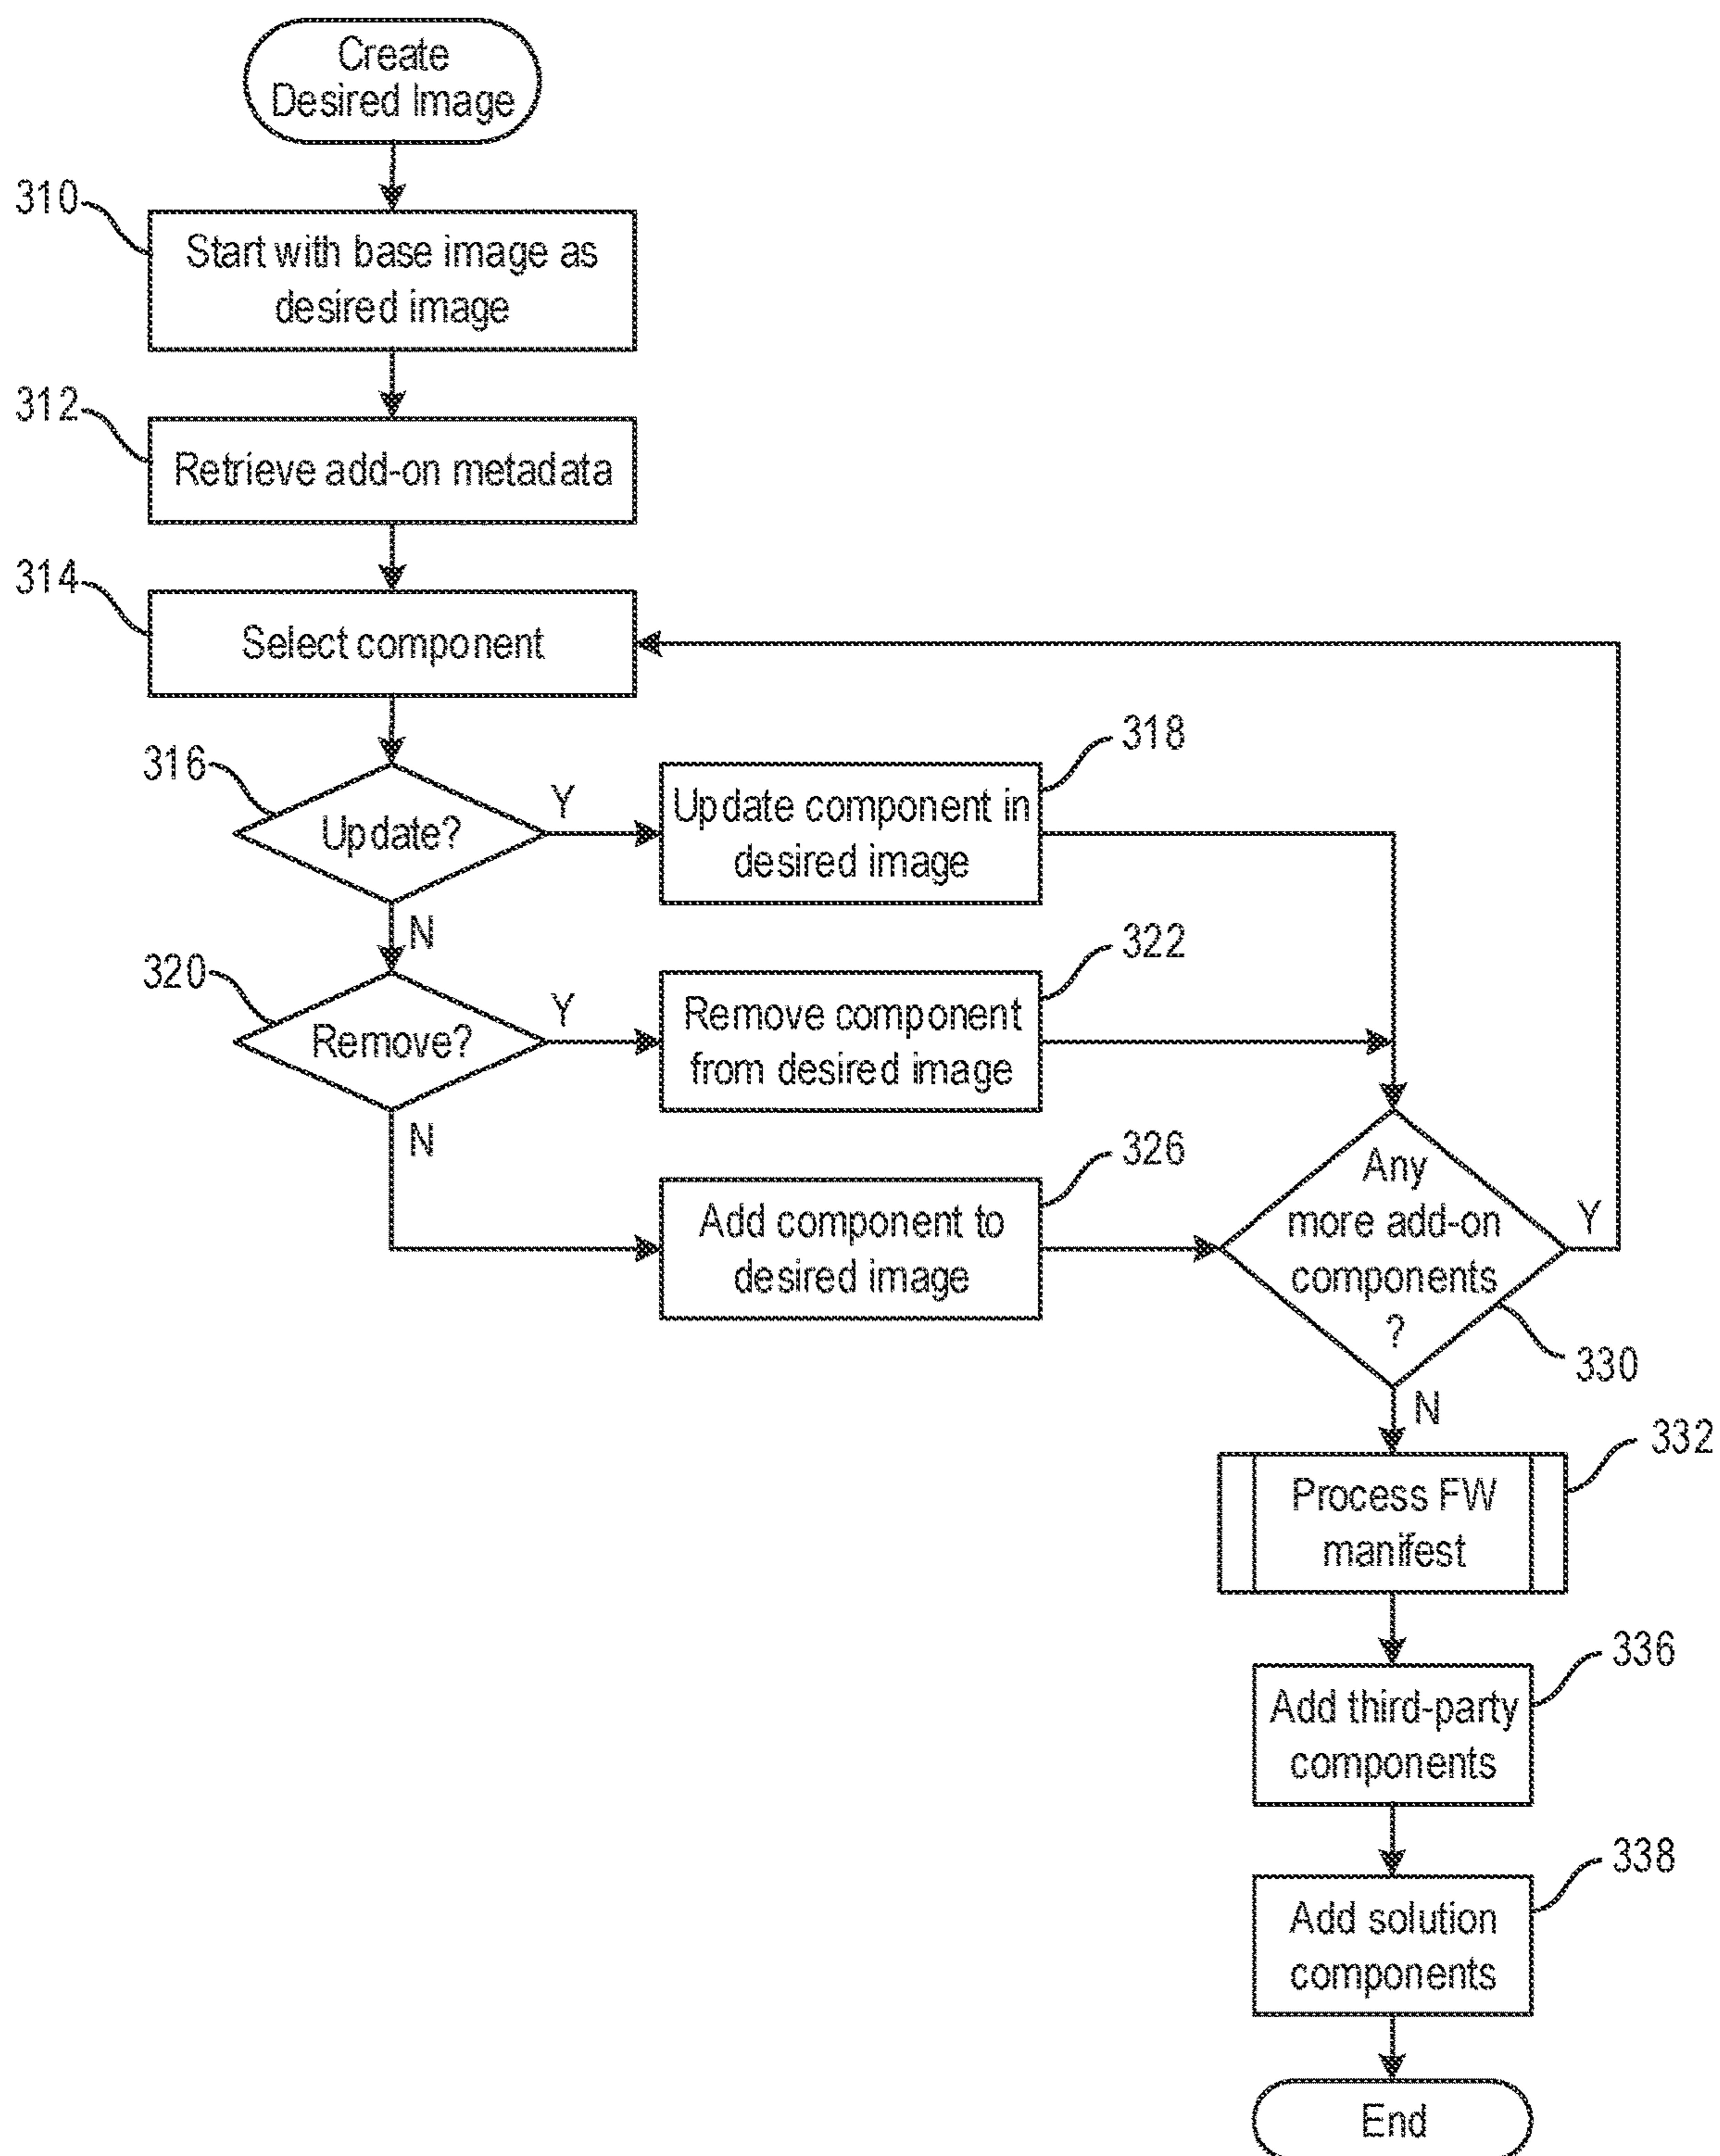 Create
Desired Image
310
Start with base image as
desired image
312
Retrieve add-on metadata
314
Select component
316
Update?
Y
318
Update component in
desired image
N
320
Remove?
Y
322
Remove component
from desired image
N
326
Add component to
desired image
Any
more add-on
components
?
Y
330
N
332
Process FW
manifest
336
Add third-party
components
338
Add solution
components
End